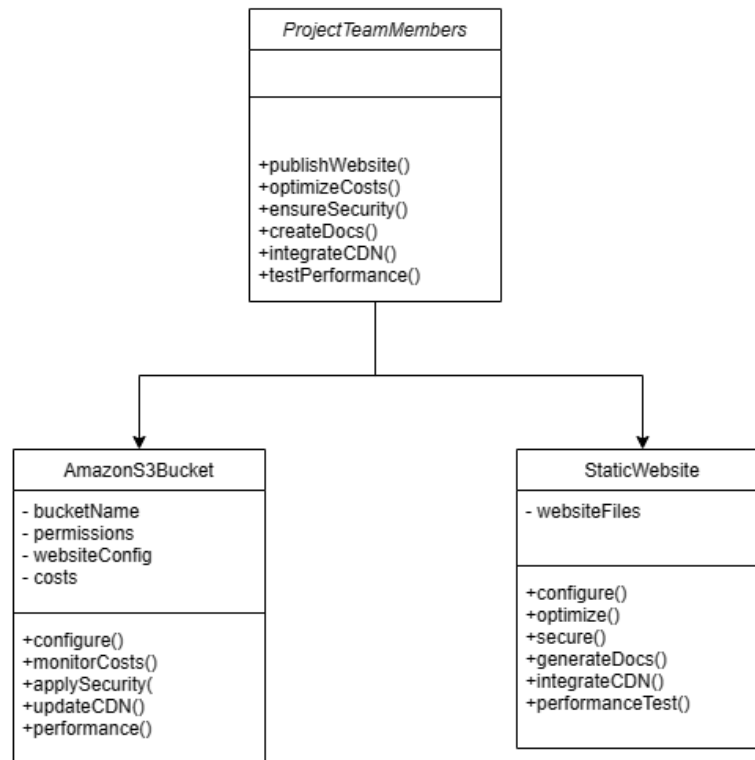 ProjectTeamMembers
+publishWebsite()
+optimizeCosts()
+ensureSecurity()
+createDocs()
+integrateCDN()
+testPerformance()
AmazonS3Bucket
- bucketName
- permissions
- websiteConfig
- costs
+configure()
+monitorCosts()
+applySecurity(
+updateCDN()
+performance()
StaticWebsite
- websiteFiles
+configure()
+optimize()
+secure()
+generateDocs()
+integrateCDN()
+performanceTest()